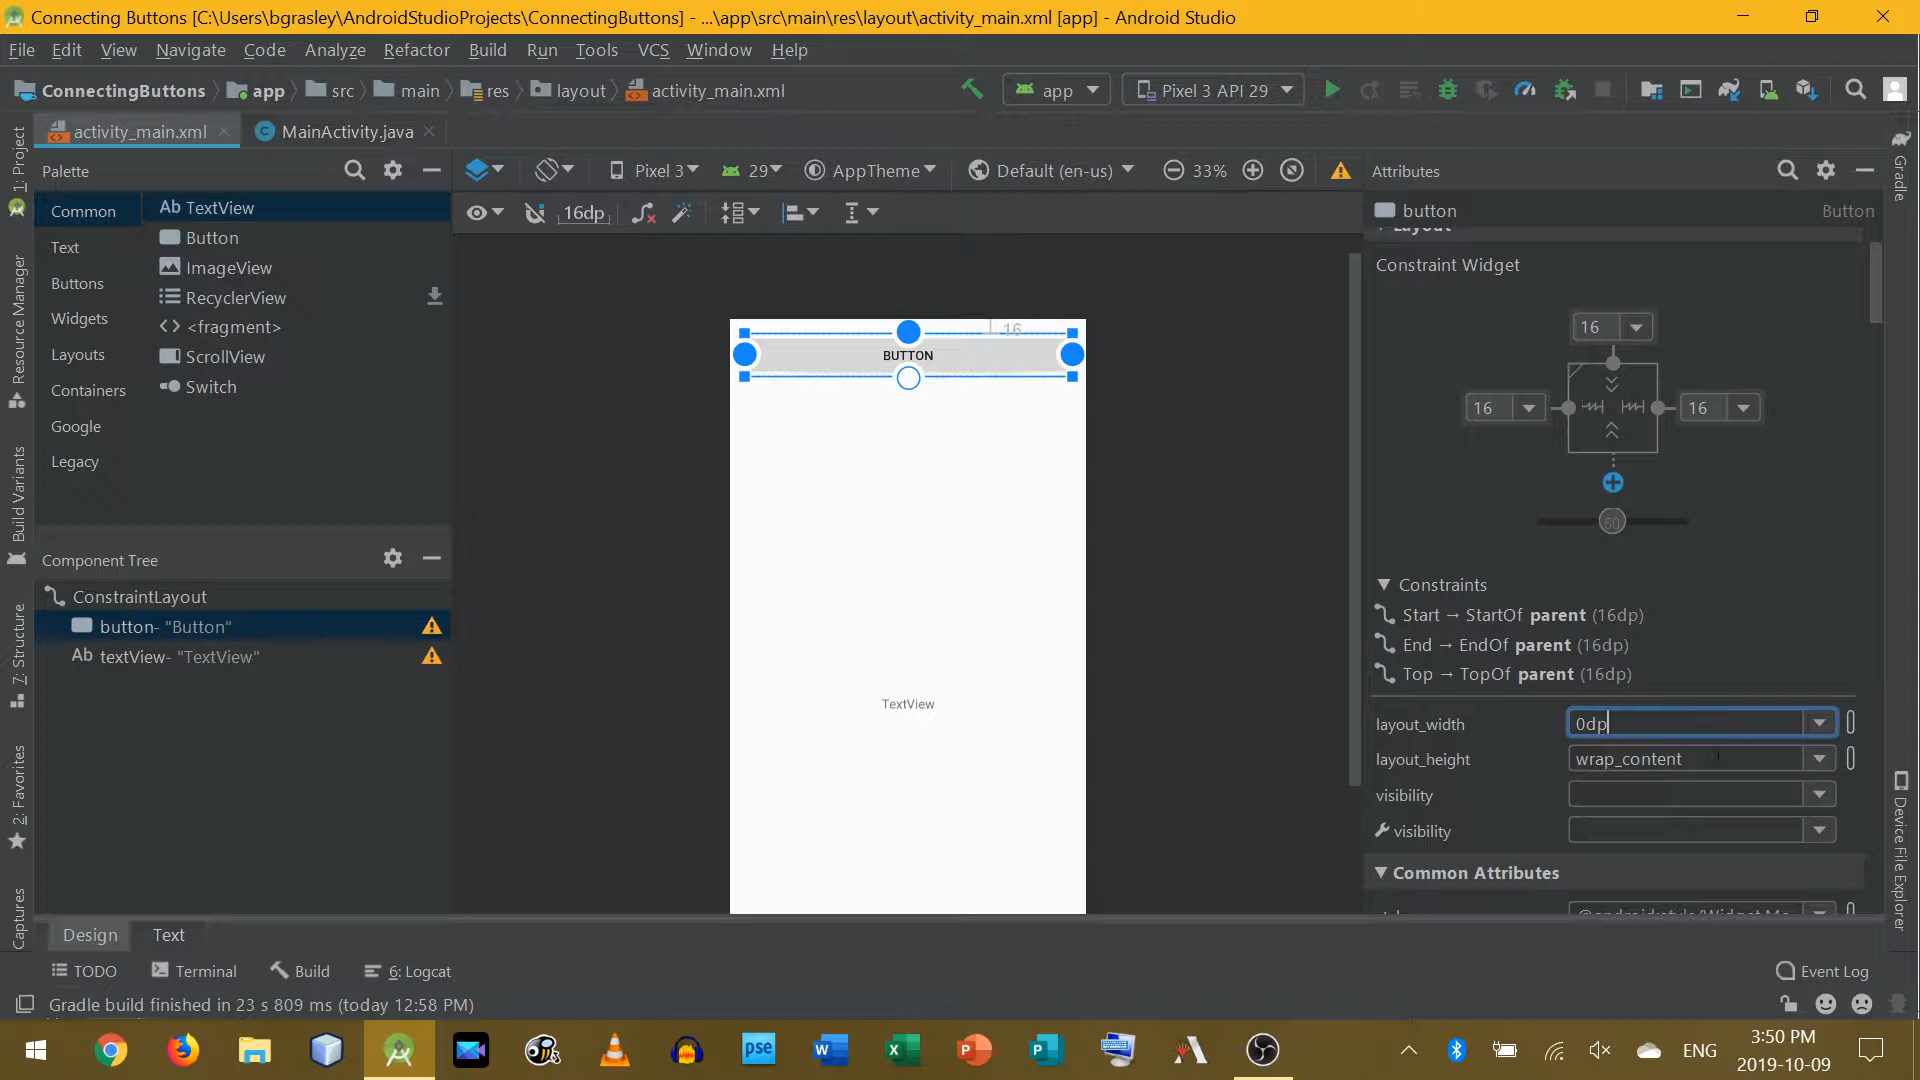 Connecting Buttons [C:\Users\bgrasley\AndroidStudioProjects\ConnectingButtons] - ...\app\src\main\res\layout\activity_main.xml [app] - Android Studio
File Edit View Navigate Code Analyze Refactor Build Run Tools VCS Window Help
ConnectingButtons app src main res layout activity_main.xml
app Pixel 3 API 29
activity_main.xml MainActivity.java
1: Project
Resource Manager
Build Variants
7: Structure
2: Favorites
Captures
Palette
Common
Text
Buttons
Widgets
Layouts
Containers
Google
Legacy
Ab TextView
Button
ImageView
RecyclerView
<> <fragment>
ScrollView
Switch
Component Tree
ConstraintLayout
button- "Button"
Ab textView- "TextView"
Pixel 3 29 AppTheme Default (en-us) 33%
16dp
16
BUTTON
TextView
Attributes
button Button
Layout
Constraint Widget
16
16 16
50
Constraints
Start → StartOf parent (16dp)
End → EndOf parent (16dp)
Top → TopOf parent (16dp)
layout_width 0dp
layout_height wrap_content
visibility
visibility
Common Attributes
Gradle
Device File Explorer
Design Text
TODO Terminal Build 6: Logcat Event Log
Gradle build finished in 23 s 809 ms (today 12:58 PM)
pse
ENG
3:50 PM
2019-10-09